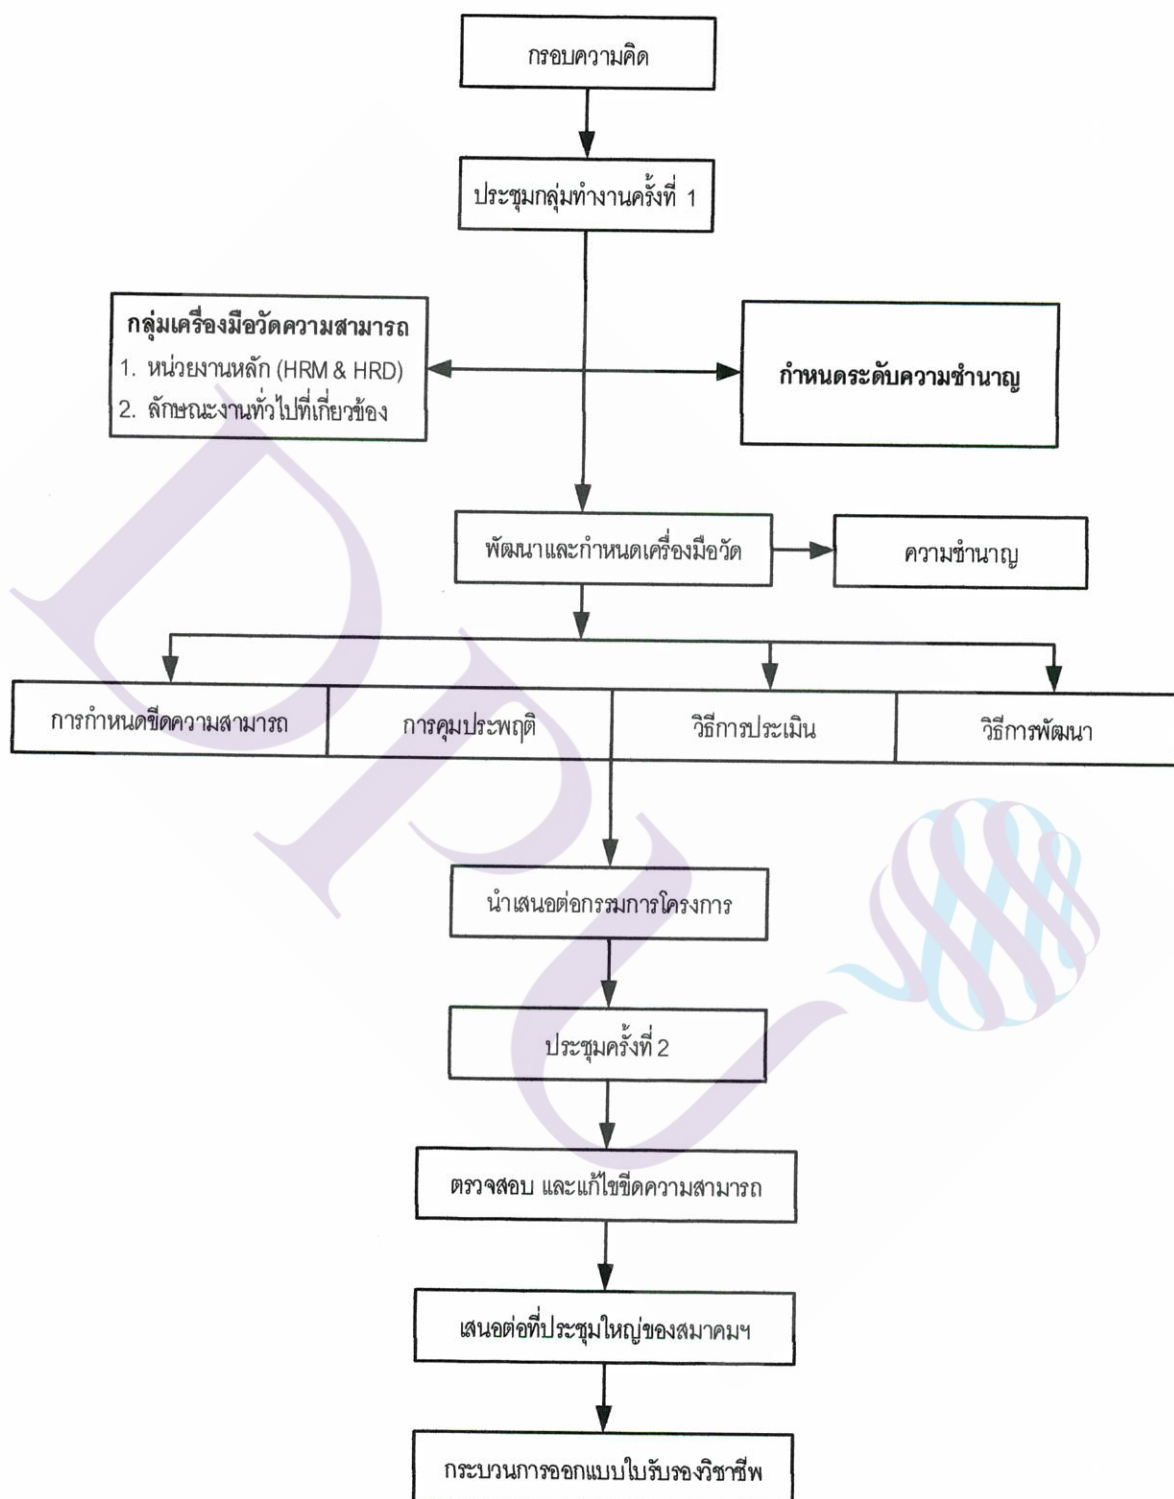 กรอบความคิด
ประชุมกลุ่มทำงานครั้งที่ 1
กลุ่มเครื่องมือวัดความสามารถ
1. หน่วยงานหลัก (HRM & HRD)
2. ลักษณะงานทั่วไปที่เกี่ยวข้อง
กำหนดระดับความชำนาญ
พัฒนาและกำหนดเครื่องมือวัด
ความชำนาญ
การกำหนดขีดความสามารถ
การคุมประพฤติ
วิธีการประเมิน
วิธีการพัฒนา
นำเสนอต่อกรรมการโครงการ
ประชุมครั้งที่ 2
ตรวจสอบ และแก้ไขขีดความสามารถ
เสนอต่อที่ประชุมใหญ่ของสมาคมฯ
กระบวนการออกแบบใบรับรองวิชาชีพ
DPU